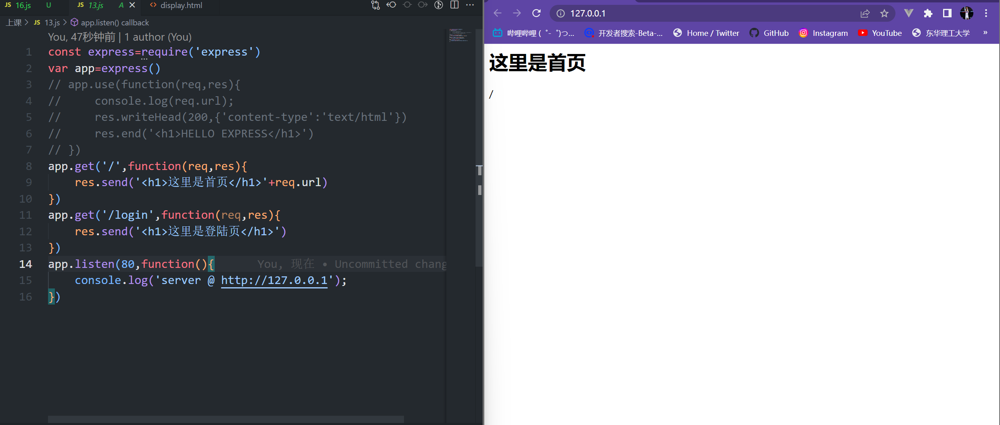 JS 16.js U JS 13.js A × <> display.html
上课 > JS 13.js > app.listen() callback
You, 47秒钟前 | 1 author (You)
1 const express=require('express')
2 var app=express()
3 // app.use(function(req,res){
4 //     console.log(req.url);
5 //     res.writeHead(200,{'content-type':'text/html'})
6 //     res.end('<h1>HELLO EXPRESS</h1>')
7 // })
8 app.get('/',function(req,res){
9     res.send('<h1>这里是首页</h1>'+req.url)
10 })
11 app.get('/login',function(req,res){
12     res.send('<h1>这里是登陆页</h1>')
13 })
14 app.listen(80,function(){ You, 现在 • Uncommitted chang
15     console.log('server @ http://127.0.0.1');
16 })
127.0.0.1
哔哩哔哩 ( ゜- ゜)つ... 开发者搜索-Beta-... Home / Twitter GitHub Instagram YouTube 东华理工大学 »
这里是首页
/